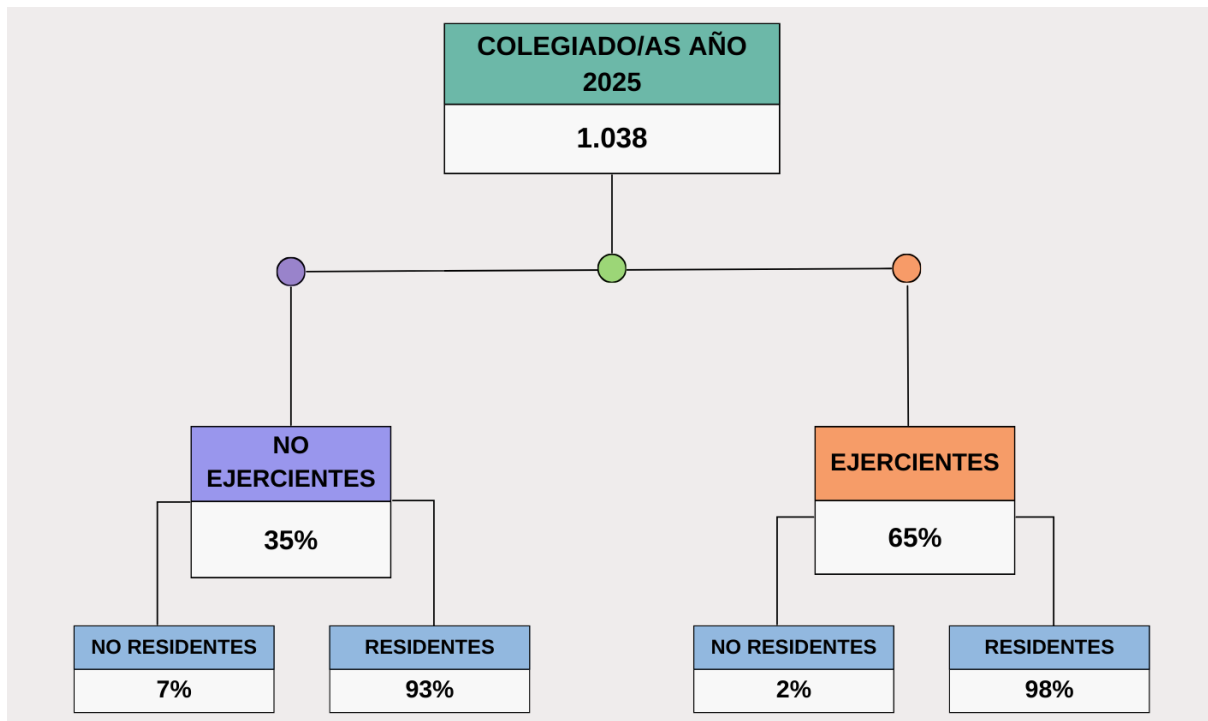 COLEGIADO/AS AÑO
2025
1.038
NO
EJERCIENTES
35%
EJERCIENTES
65%
NO RESIDENTES
7%
RESIDENTES
93%
NO RESIDENTES
2%
RESIDENTES
98%